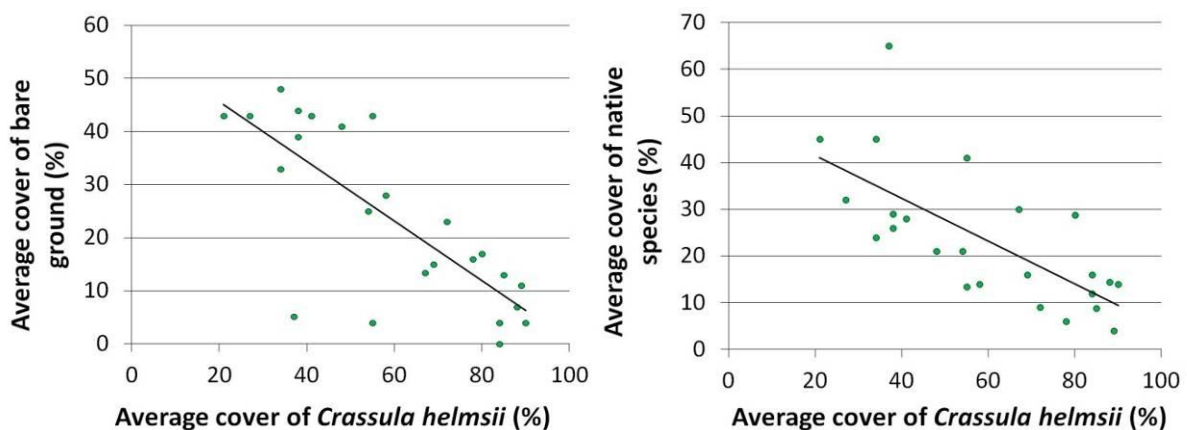 60
50
40
30
20
10
0
0 20 40 60 80 100
Average cover of bare
ground (%)
Average cover of Crassula helmsii (%)
70
60
50
40
30
20
10
0
0 20 40 60 80 100
Average cover of native
species (%)
Average cover of Crassula helmsii (%)